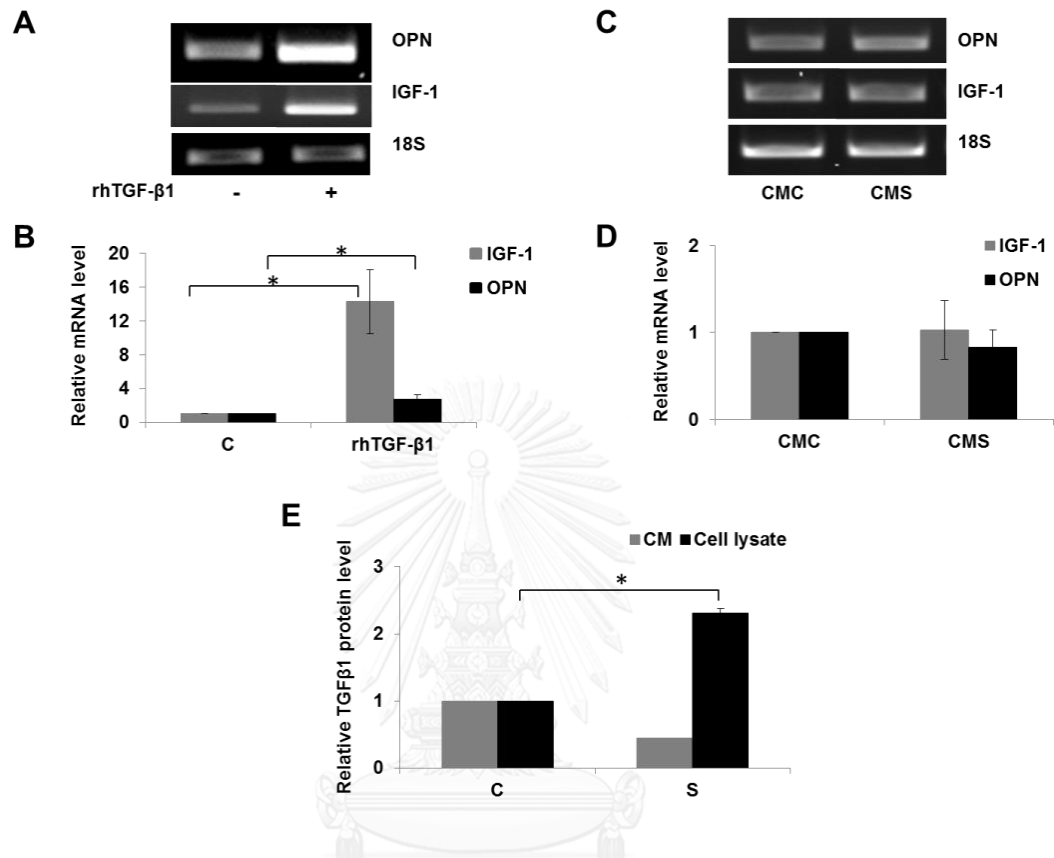 A
OPN
IGF-1
18S
rhTGF-β1 - +
C
OPN
IGF-1
18S
CMC CMS
B
Relative mRNA level
20
16
12
8
4
0
* *
IGF-1
OPN
C rhTGF-β1
D
Relative mRNA level
2
1
0
IGF-1
OPN
CMC CMS
E
CM Cell lysate
Relative TGFβ1 protein level
3
2
1
0
*
C S